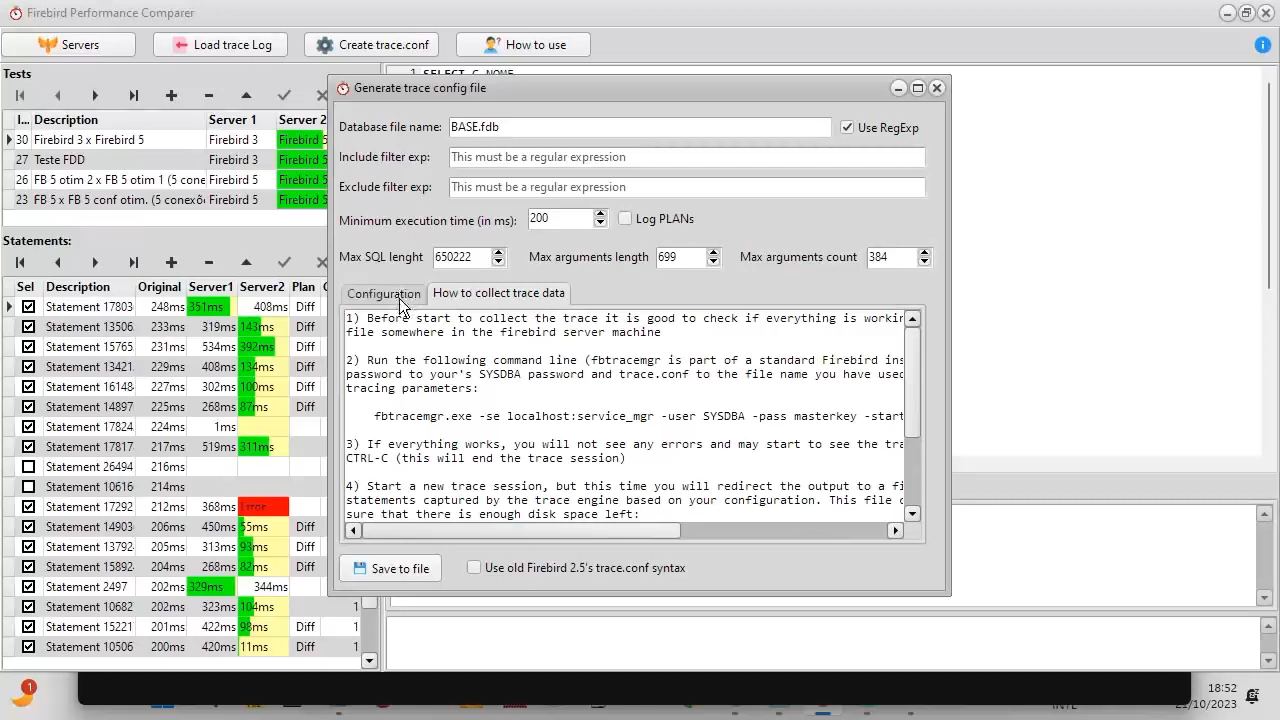 Firebird Performance Comparer
Servers
Load trace Log
Create trace.conf
How to use
Tests
I... Description Server 1 Server 2
30 Firebird 3 x Firebird 5 Firebird 3 Firebird 5
27 Teste FDD Firebird 3 Firebird 5
26 FB 5 otim 2 x FB 5 otim 1 (5 cone Firebird 5 Firebird 5
23 FB 5 x FB 5 conf otim. (5 conexõe Firebird 5 Firebird 5
Statements:
Sel Description Original Server1 Server2 Plan
Statement 17803 248ms 351ms 408ms Diff
Statement 13506 233ms 319ms 143ms Diff
Statement 15765 231ms 534ms 392ms Diff
Statement 13421 229ms 408ms 134ms Diff
Statement 16148 227ms 302ms 100ms Diff
Statement 14897 225ms 268ms 87ms Diff
Statement 17824 224ms 1ms
Statement 17817 217ms 519ms 311ms Diff
Statement 26494 216ms
Statement 10616 214ms
Statement 17292 212ms 368ms Error
Statement 14903 206ms 450ms 55ms Diff
Statement 13792 205ms 313ms 93ms Diff
Statement 15892 204ms 268ms 82ms Diff
Statement 2497 202ms 329ms 344ms
Statement 10682 202ms 323ms 104ms 1
Statement 15221 201ms 422ms 98ms Diff 1
Statement 10506 200ms 420ms 11ms Diff 1
1 SELECT C.NOME
Generate trace config file
Database file name: BASE.fdb Use RegExp
Include filter exp: This must be a regular expression
Exclude filter exp: This must be a regular expression
Minimum execution time (in ms): 200 Log PLANs
Max SQL lenght 650222 Max arguments length 699 Max arguments count 384
Configuration How to collect trace data
1) Before start to collect the trace it is good to check if everything is workin
file somewhere in the firebird server machine
2) Run the following command line (fbtracemgr is part of a standard Firebird ins
password to your's SYSDBA password and trace.conf to the file name you have used
tracing parameters:
fbtracemgr.exe -se localhost:service_mgr -user SYSDBA -pass masterkey -start
3) If everything works, you will not see any errors and may start to see the tra
CTRL-C (this will end the trace session)
4) Start a new trace session, but this time you will redirect the output to a fi
statements captured by the trace engine based on your configuration. This file c
sure that there is enough disk space left:
Save to file Use old Firebird 2.5's trace.conf syntax
1
18:52
INTL
21/10/2023